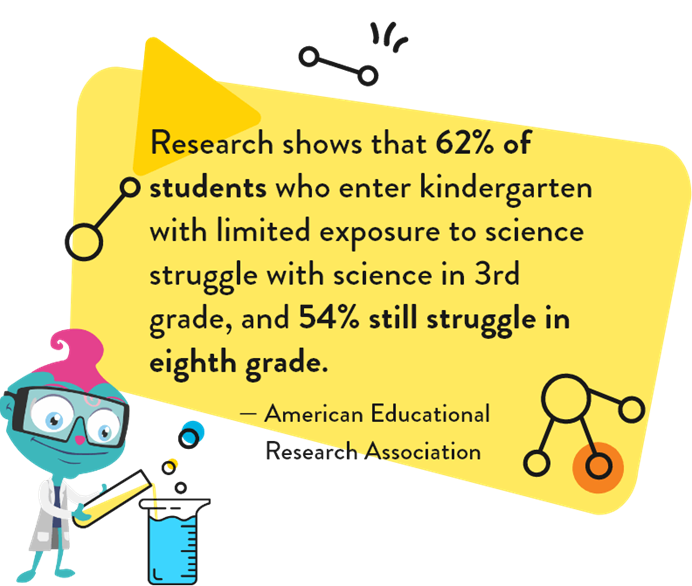 Research shows that 62% of
students who enter kindergarten
with limited exposure to science
struggle with science in 3rd
grade, and 54% still struggle in
eighth grade.
— American Educational
Research Association